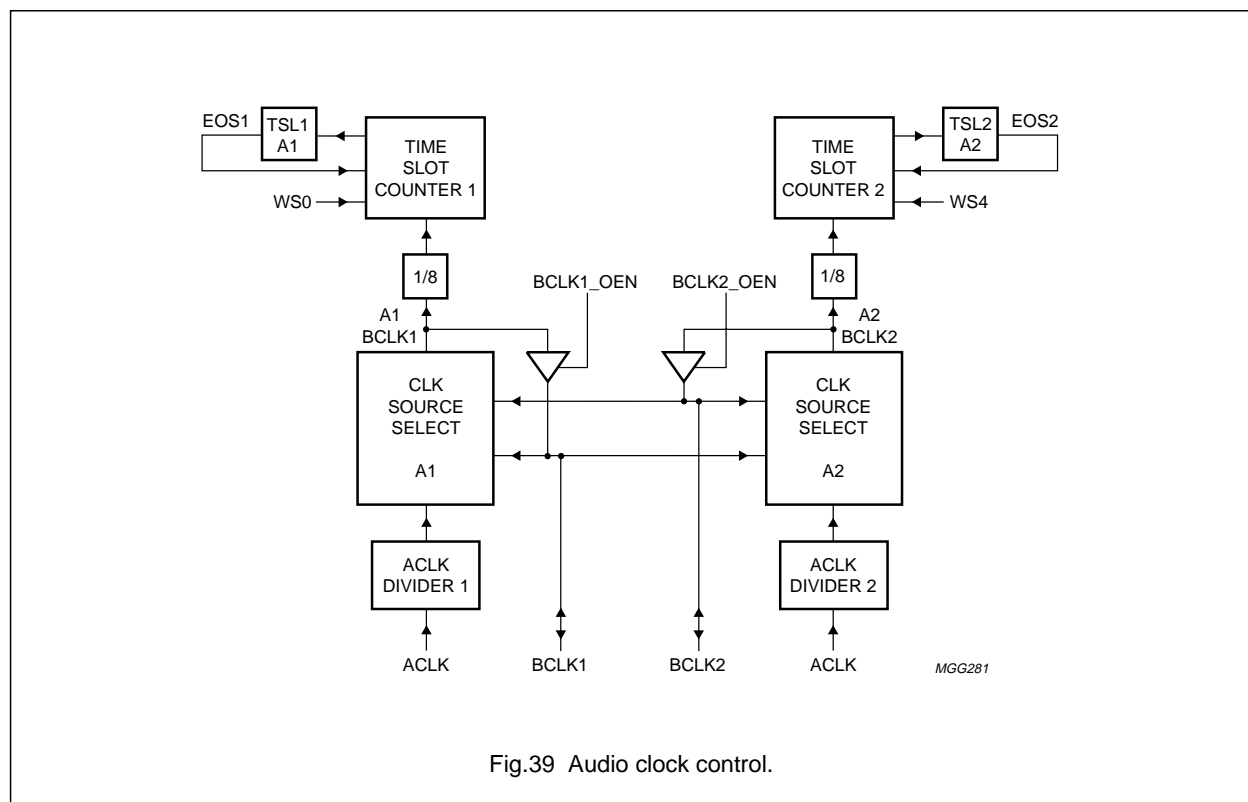 EOS1
TSL1
A1
TIME
SLOT
COUNTER 1
WS0
TIME
SLOT
COUNTER 2
TSL2
A2
EOS2
WS4
1/8
BCLK1_OEN
BCLK2_OEN
1/8
A1
BCLK1
A2
BCLK2
CLK
SOURCE
SELECT
A1
CLK
SOURCE
SELECT
A2
ACLK
DIVIDER 1
ACLK
DIVIDER 2
ACLK
BCLK1
BCLK2
ACLK
MGG281
Fig.39 Audio clock control.